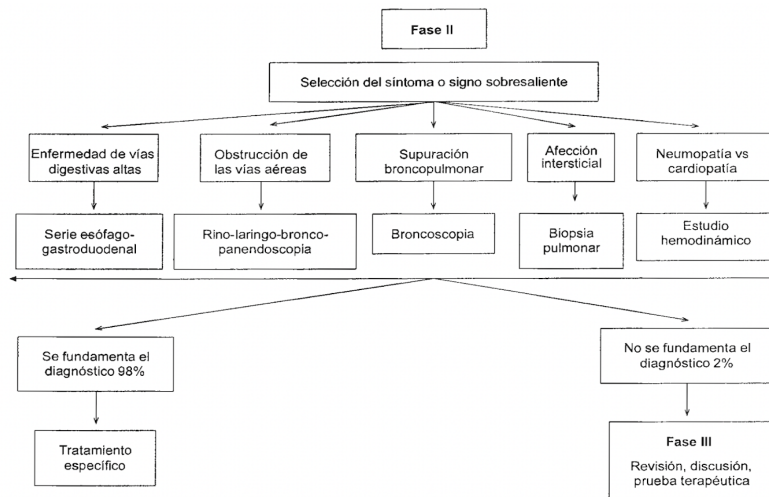 Fase II
Selección del síntoma o signo sobresaliente
Enfermedad de vías
digestivas altas
Obstrucción de
las vías aéreas
Supuración
broncopulmonar
Afección
intersticial
Neumopatía vs
cardiopatía
Serie esófago-
gastroduodenal
Rino-laringo-bronco-
panendoscopia
Broncoscopia
Biopsia
pulmonar
Estudio
hemodinámico
Se fundamenta el
diagnóstico 98%
No se fundamenta el
diagnóstico 2%
Tratamiento
específico
Fase III
Revisión, discusión,
prueba terapéutica